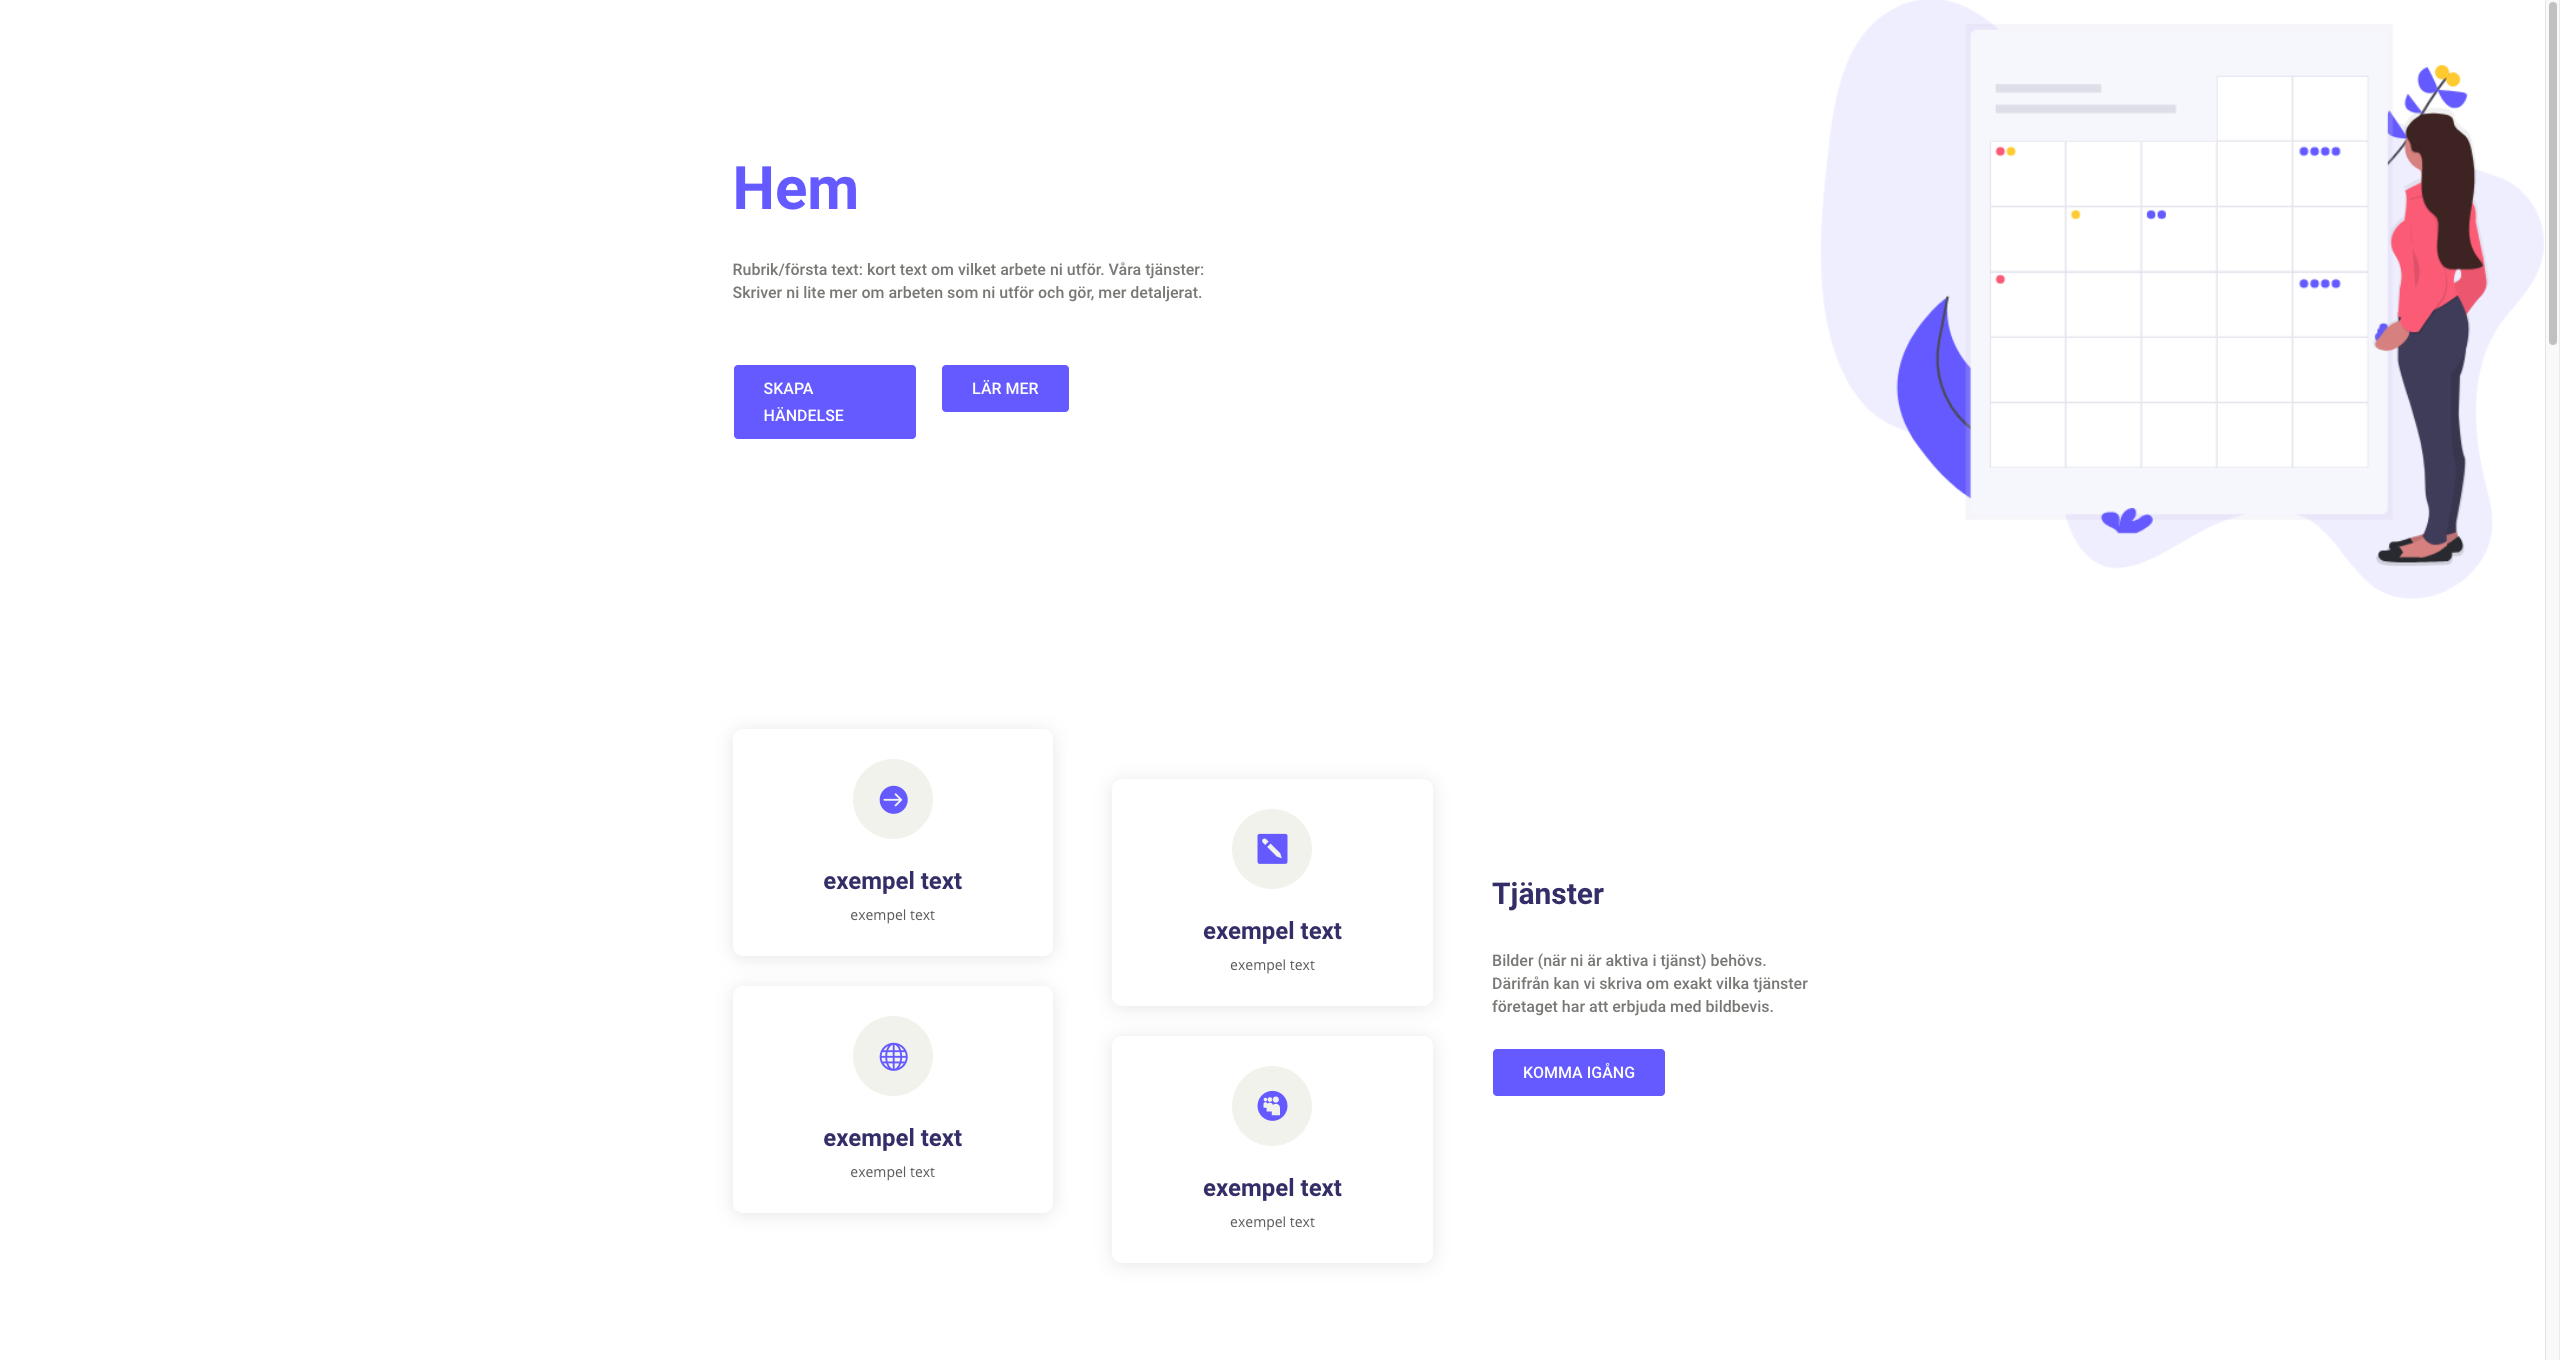 Hem
Rubrik/första text: kort text om vilket arbete ni utför. Våra tjänster:
Skriver ni lite mer om arbeten som ni utför och gör, mer detaljerat.
SKAPA
HÄNDELSE
LÄR MER
exempel text
exempel text
exempel text
exempel text
exempel text
exempel text
exempel text
exempel text
Tjänster
Bilder (när ni är aktiva i tjänst) behövs.
Därifrån kan vi skriva om exakt vilka tjänster
företaget har att erbjuda med bildbevis.
KOMMA IGÅNG